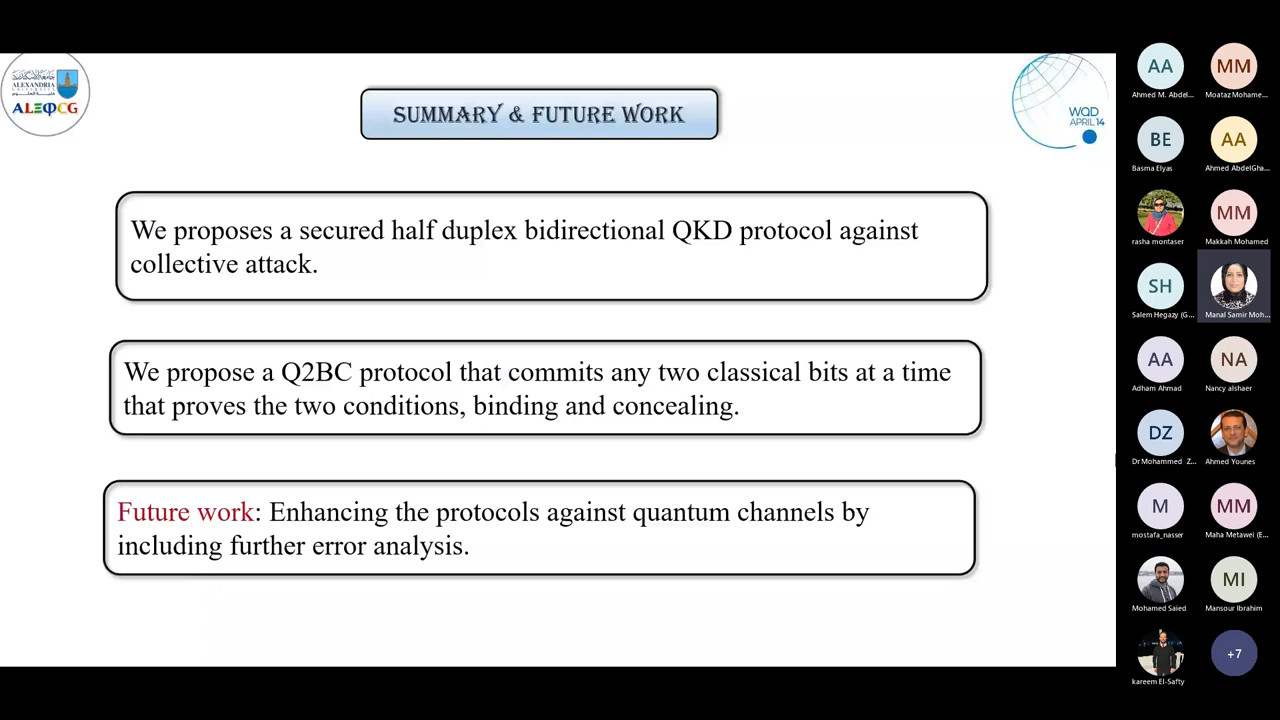 ALEXANDRIA
UNIVERSITY
ALΞΦCG
SUMMARY & FUTURE WORK
WQD
APRIL 14
We proposes a secured half duplex bidirectional QKD protocol against
collective attack.
We propose a Q2BC protocol that commits any two classical bits at a time
that proves the two conditions, binding and concealing.
Future work: Enhancing the protocols against quantum channels by
including further error analysis.
AA
MM
Ahmed M. Abdel...
Moataz Mohame...
BE
AA
Basma Elyas
Ahmed AbdelGha...
MM
rasha montaser
Makkah Mohamed
SH
Salem Hegazy (G...
Manal Samir Moh...
AA
NA
Adham Ahmad
Nancy alshaer
DZ
Dr Mohammed Z...
Ahmed Younes
M
MM
mostafa_nasser
Maha Metawei (E...
MI
Mohamed Saied
Mansour Ibrahim
+7
kareem El-Safty